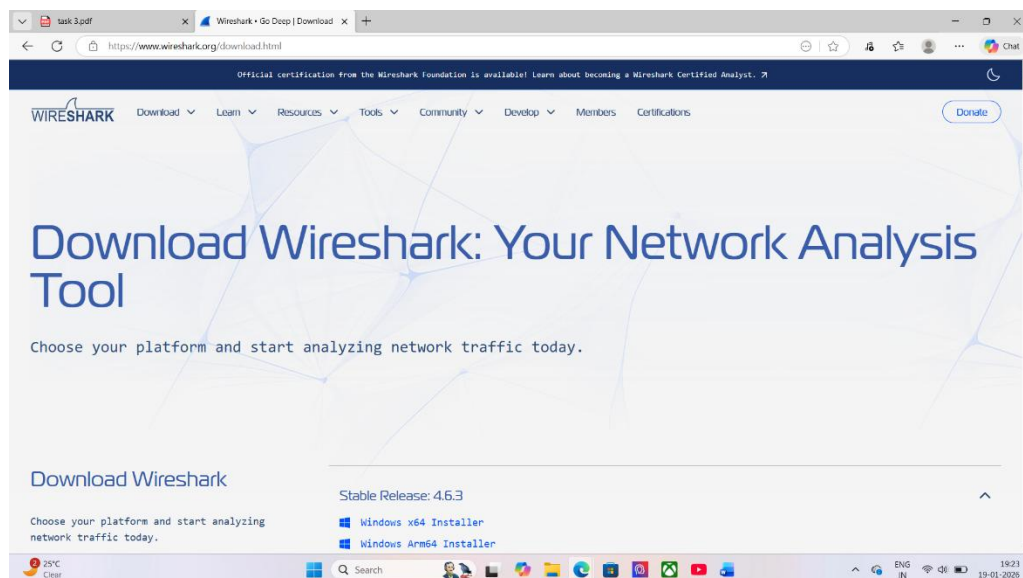 task 3.pdf
Wireshark • Go Deep | Download
https://www.wireshark.org/download.html
Chat
Official certification from the Wireshark Foundation is available! Learn about becoming a Wireshark Certified Analyst.
WIRESHARK
Download
Learn
Resources
Tools
Community
Develop
Members
Certifications
Donate
Download Wireshark: Your Network Analysis
Tool
Choose your platform and start analyzing network traffic today.
Download Wireshark
Choose your platform and start analyzing
network traffic today.
Stable Release: 4.6.3
Windows x64 Installer
Windows Arm64 Installer
2
25°C
Clear
Search
ENG
IN
19:23
19-01-2026